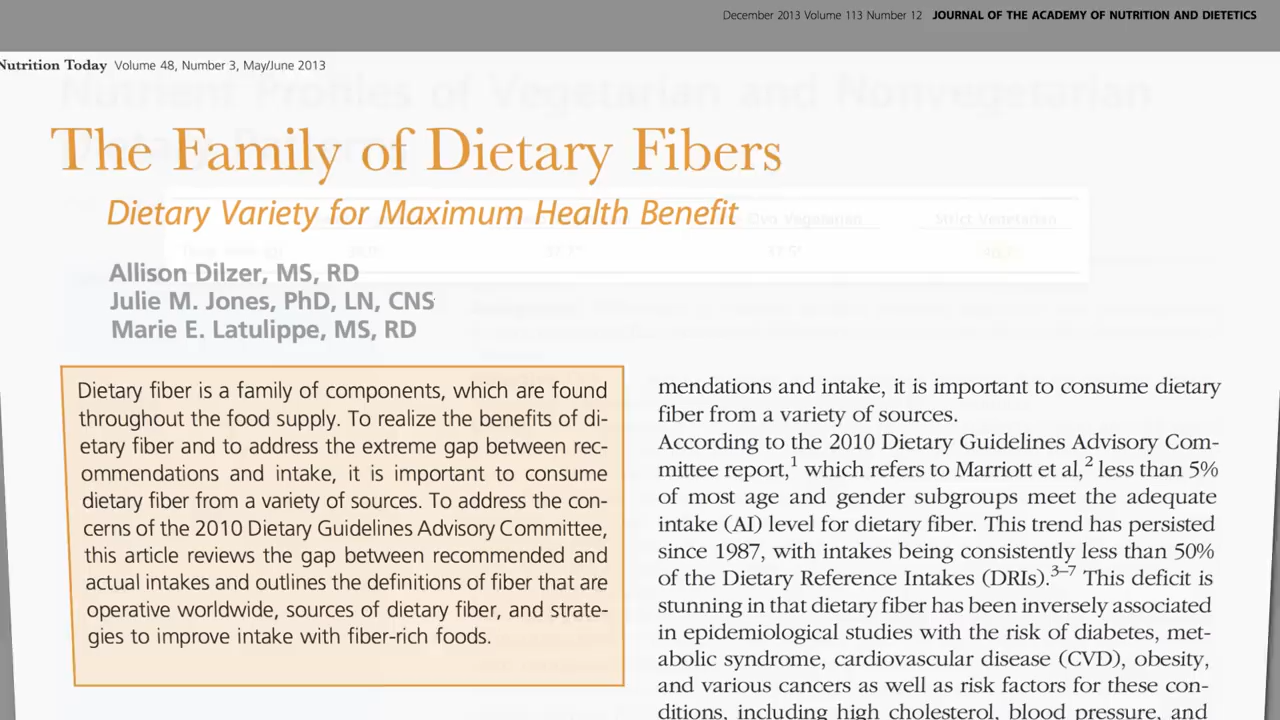 December 2013 Volume 113 Number 12 JOURNAL OF THE ACADEMY OF NUTRITION AND DIETETICS
Nutrition Today Volume 48, Number 3, May/June 2013
Nutrient Profiles of Vegetarian and Nonvegetarian
Dietary Patterns
The Family of Dietary Fibers
Dietary Variety for Maximum Health Benefit
Strict Vegetarian
Allison Dilzer, MS, RD
Julie M. Jones, PhD, LN, CNS
Marie E. Latulippe, MS, RD
Dietary fiber is a family of components, which are found
throughout the food supply. To realize the benefits of di-
etary fiber and to address the extreme gap between rec-
ommendations and intake, it is important to consume
dietary fiber from a variety of sources. To address the con-
cerns of the 2010 Dietary Guidelines Advisory Committee,
this article reviews the gap between recommended and
actual intakes and outlines the definitions of fiber that are
operative worldwide, sources of dietary fiber, and strate-
gies to improve intake with fiber-rich foods.
mendations and intake, it is important to consume dietary
fiber from a variety of sources.
According to the 2010 Dietary Guidelines Advisory Com-
mittee report,1 which refers to Marriott et al,2 less than 5%
of most age and gender subgroups meet the adequate
intake (AI) level for dietary fiber. This trend has persisted
since 1987, with intakes being consistently less than 50%
of the Dietary Reference Intakes (DRIs).3–7 This deficit is
stunning in that dietary fiber has been inversely associated
in epidemiological studies with the risk of diabetes, met-
abolic syndrome, cardiovascular disease (CVD), obesity,
and various cancers as well as risk factors for these con-
ditions, including high cholesterol, blood pressure, and